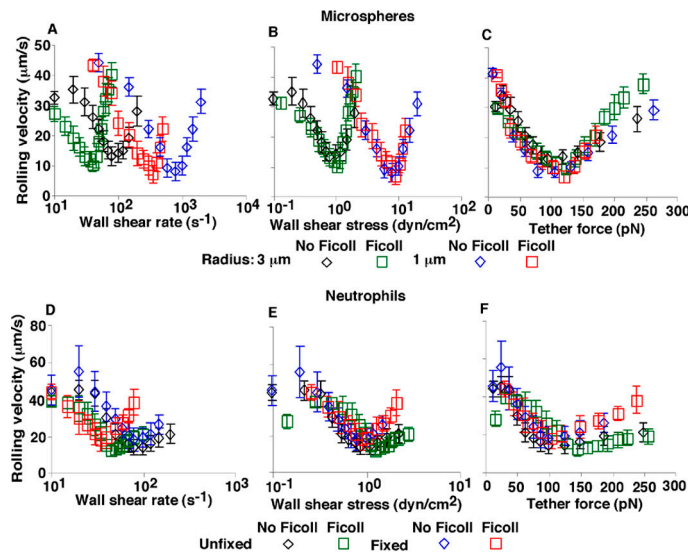 Microspheres
A B C
Rolling velocity (μm/s)
50
40
30
20
10
0
10¹ 10² 10³ 10⁴
Wall shear rate (s⁻¹)
10⁻¹ 10⁰ 10¹ 10²
Wall shear stress (dyn/cm²)
0 50 100 150 200 250 300
Tether force (pN)
No Ficoll Ficoll No Ficoll Ficoll
Radius: 3 μm 1 μm
Neutrophils
D E F
Rolling velocity (μm/s)
80
60
40
20
0
10¹ 10² 10³
Wall shear rate (s⁻¹)
10⁻¹ 10⁰ 10¹
Wall shear stress (dyn/cm²)
0 50 100 150 200 250 300
Tether force (pN)
No Ficoll Ficoll No Ficoll Ficoll
Unfixed Fixed